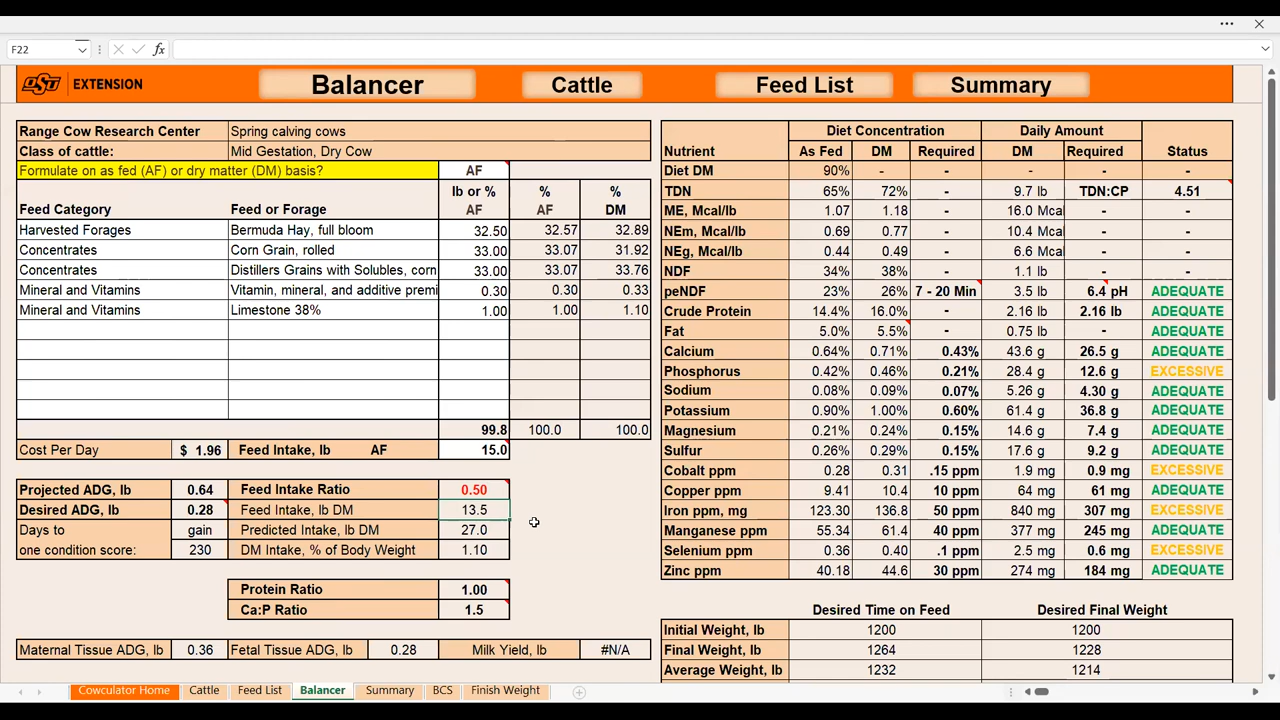 F22
fx
OSU EXTENSION Balancer Cattle Feed List Summary
Range Cow Research Center Spring calving cows
Class of cattle: Mid Gestation, Dry Cow
Formulate on as fed (AF) or dry matter (DM) basis? AF
lb or % % %
Feed Category Feed or Forage AF AF DM
Harvested Forages Bermuda Hay, full bloom 32.50 32.57 32.89
Concentrates Corn Grain, rolled 33.00 33.07 31.92
Concentrates Distillers Grains with Solubles, corn 33.00 33.07 33.76
Mineral and Vitamins Vitamin, mineral, and additive premi 0.30 0.30 0.33
Mineral and Vitamins Limestone 38% 1.00 1.00 1.10
99.8 100.0 100.0
Cost Per Day $ 1.96 Feed Intake, lb AF 15.0
Projected ADG, lb 0.64 Feed Intake Ratio 0.50
Desired ADG, lb 0.28 Feed Intake, lb DM 13.5
Days to gain Predicted Intake, lb DM 27.0
one condition score: 230 DM Intake, % of Body Weight 1.10
Protein Ratio 1.00
Ca:P Ratio 1.5
Maternal Tissue ADG, lb 0.36 Fetal Tissue ADG, lb 0.28 Milk Yield, lb #N/A
Diet Concentration Daily Amount
Nutrient As Fed DM Required DM Required Status
Diet DM 90% - - - - -
TDN 65% 72% - 9.7 lb TDN:CP 4.51
ME, Mcal/lb 1.07 1.18 - 16.0 Mcal - -
NEm, Mcal/lb 0.69 0.77 - 10.4 Mcal - -
NEg, Mcal/lb 0.44 0.49 - 6.6 Mcal - -
NDF 34% 38% - 1.1 lb - -
peNDF 23% 26% 7 - 20 Min 3.5 lb 6.4 pH ADEQUATE
Crude Protein 14.4% 16.0% - 2.16 lb 2.16 lb ADEQUATE
Fat 5.0% 5.5% - 0.75 lb - ADEQUATE
Calcium 0.64% 0.71% 0.43% 43.6 g 26.5 g ADEQUATE
Phosphorus 0.42% 0.46% 0.21% 28.4 g 12.6 g EXCESSIVE
Sodium 0.08% 0.09% 0.07% 5.26 g 4.30 g ADEQUATE
Potassium 0.90% 1.00% 0.60% 61.4 g 36.8 g ADEQUATE
Magnesium 0.21% 0.24% 0.15% 14.6 g 7.4 g ADEQUATE
Sulfur 0.26% 0.29% 0.15% 17.6 g 9.2 g ADEQUATE
Cobalt ppm 0.28 0.31 .15 ppm 1.9 mg 0.9 mg EXCESSIVE
Copper ppm 9.41 10.4 10 ppm 64 mg 61 mg ADEQUATE
Iron ppm, mg 123.30 136.8 50 ppm 840 mg 307 mg EXCESSIVE
Manganese ppm 55.34 61.4 40 ppm 377 mg 245 mg ADEQUATE
Selenium ppm 0.36 0.40 .1 ppm 2.5 mg 0.6 mg EXCESSIVE
Zinc ppm 40.18 44.6 30 ppm 274 mg 184 mg ADEQUATE
Desired Time on Feed Desired Final Weight
Initial Weight, lb 1200 1200
Final Weight, lb 1264 1228
Average Weight, lb 1232 1214
Cowculator Home Cattle Feed List Balancer Summary BCS Finish Weight